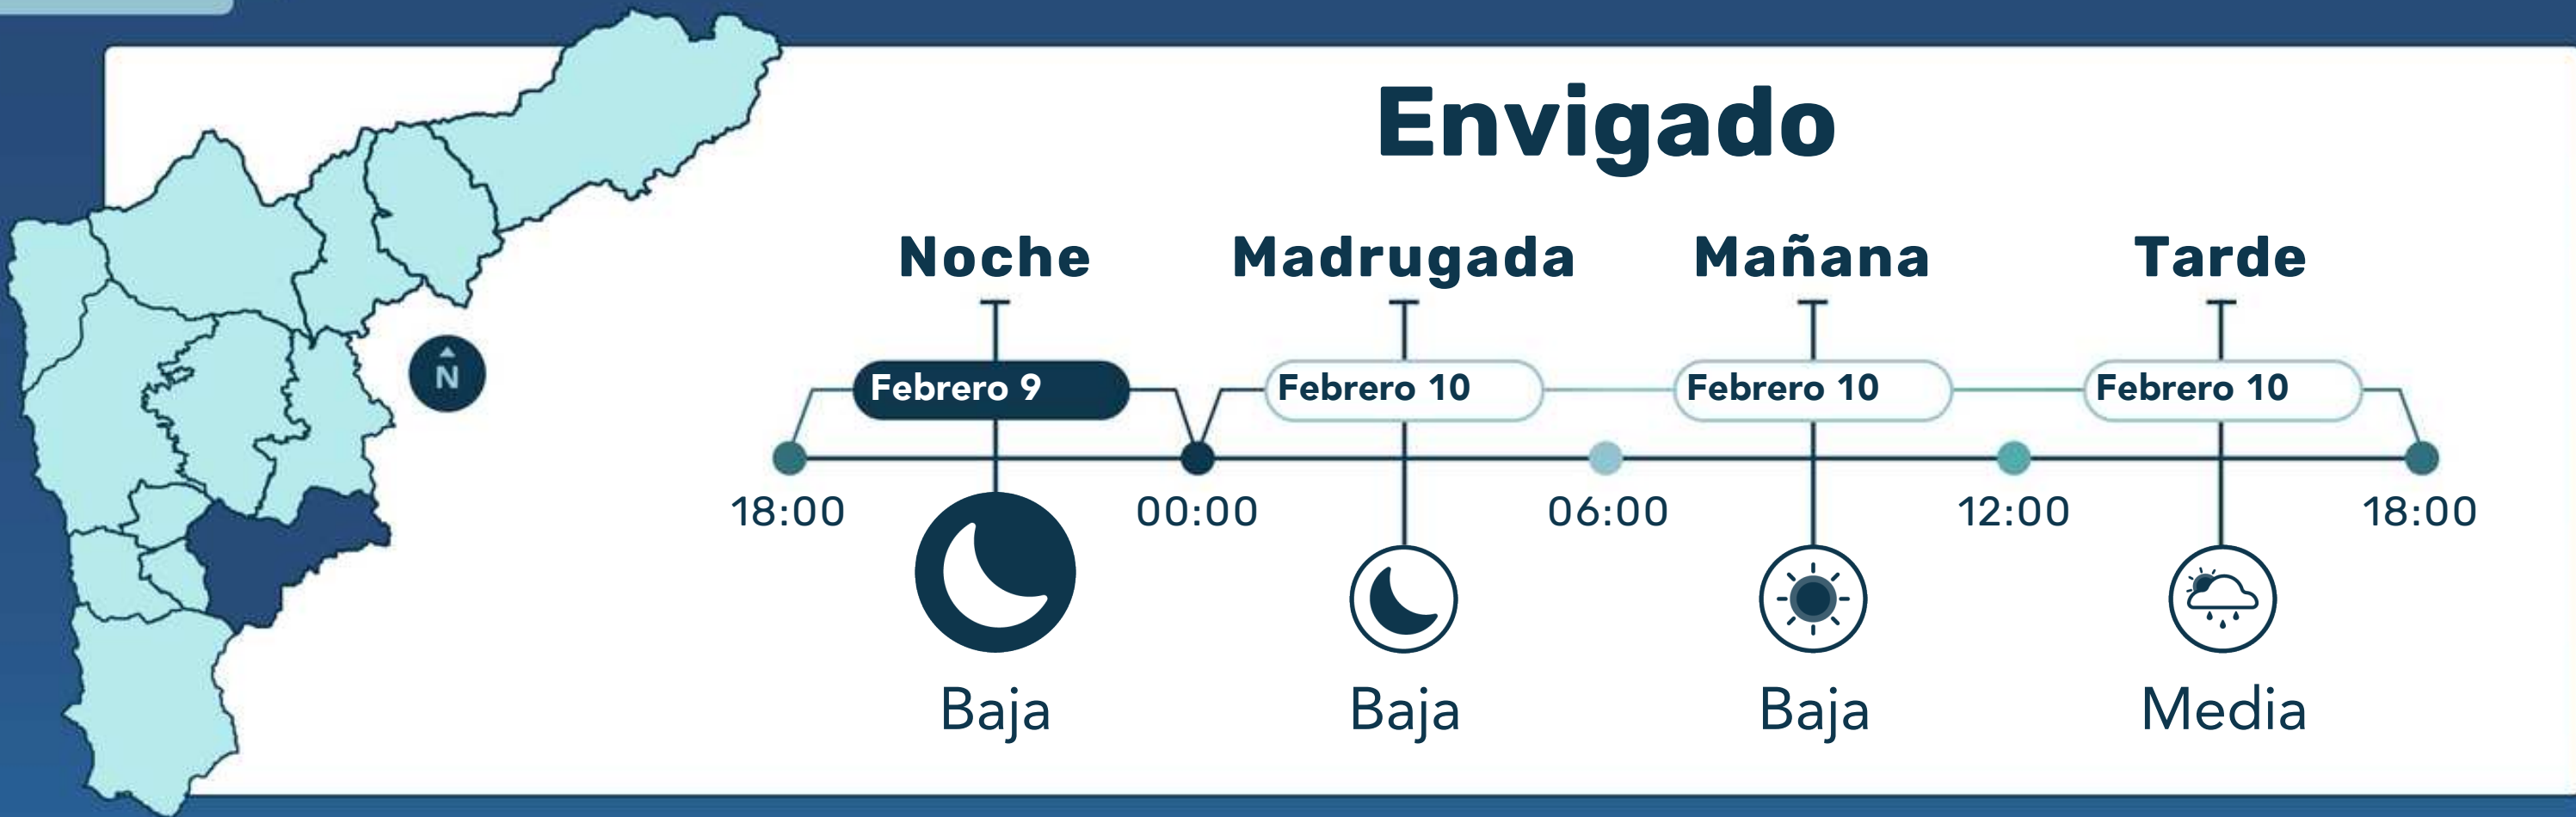 Envigado
Noche Madrugada Mañana Tarde
Febrero 9 Febrero 10 Febrero 10 Febrero 10
N
18:00 00:00 06:00 12:00 18:00
Baja Baja Baja Media